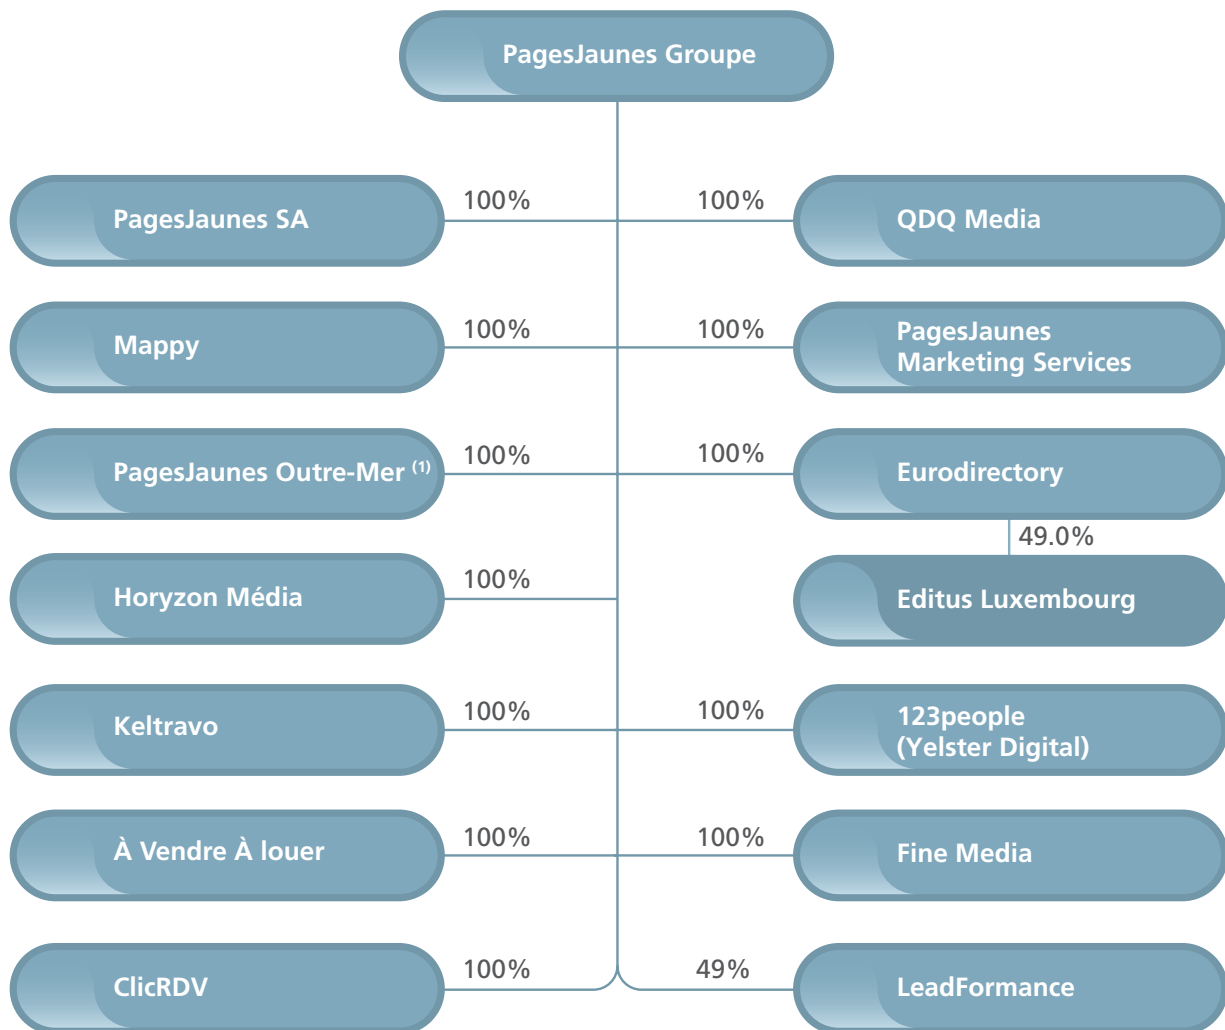 PagesJaunes Groupe
PagesJaunes SA
100%
100%
QDQ Media
Mappy
100%
100%
PagesJaunes
Marketing Services
PagesJaunes Outre-Mer (1)
100%
100%
Eurodirectory
49.0%
Horyzon Média
100%
Editus Luxembourg
Keltravo
100%
100%
123people
(Yelster Digital)
À Vendre À louer
100%
100%
Fine Media
ClicRDV
100%
49%
LeadFormance